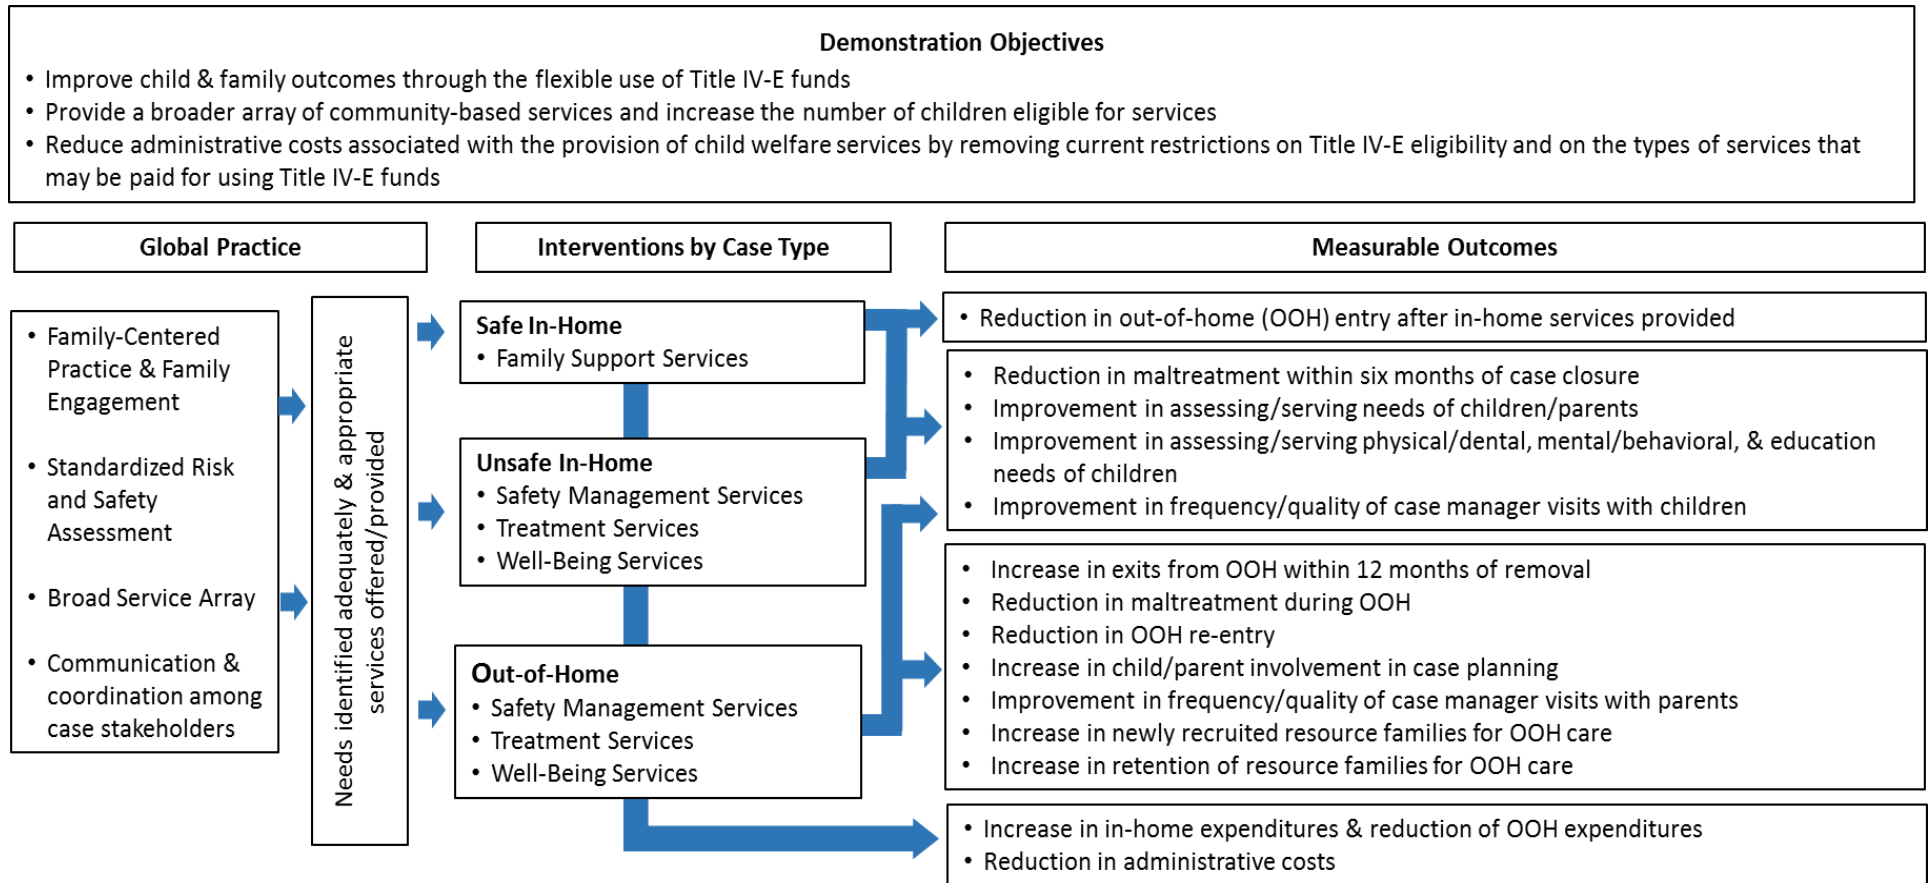 Demonstration Objectives
• Improve child & family outcomes through the flexible use of Title IV-E funds
• Provide a broader array of community-based services and increase the number of children eligible for services
• Reduce administrative costs associated with the provision of child welfare services by removing current restrictions on Title IV-E eligibility and on the types of services that
may be paid for using Title IV-E funds
Global Practice
Interventions by Case Type
Measurable Outcomes
• Family-Centered
Practice & Family
Engagement
• Standardized Risk
and Safety
Assessment
• Broad Service Array
• Communication &
coordination among
case stakeholders
Needs identified adequately & appropriate
services offered/provided
Safe In-Home
• Family Support Services
Unsafe In-Home
• Safety Management Services
• Treatment Services
• Well-Being Services
Out-of-Home
• Safety Management Services
• Treatment Services
• Well-Being Services
• Reduction in out-of-home (OOH) entry after in-home services provided
• Reduction in maltreatment within six months of case closure
• Improvement in assessing/serving needs of children/parents
• Improvement in assessing/serving physical/dental, mental/behavioral, & education
needs of children
• Improvement in frequency/quality of case manager visits with children
• Increase in exits from OOH within 12 months of removal
• Reduction in maltreatment during OOH
• Reduction in OOH re-entry
• Increase in child/parent involvement in case planning
• Improvement in frequency/quality of case manager visits with parents
• Increase in newly recruited resource families for OOH care
• Increase in retention of resource families for OOH care
• Increase in in-home expenditures & reduction of OOH expenditures
• Reduction in administrative costs